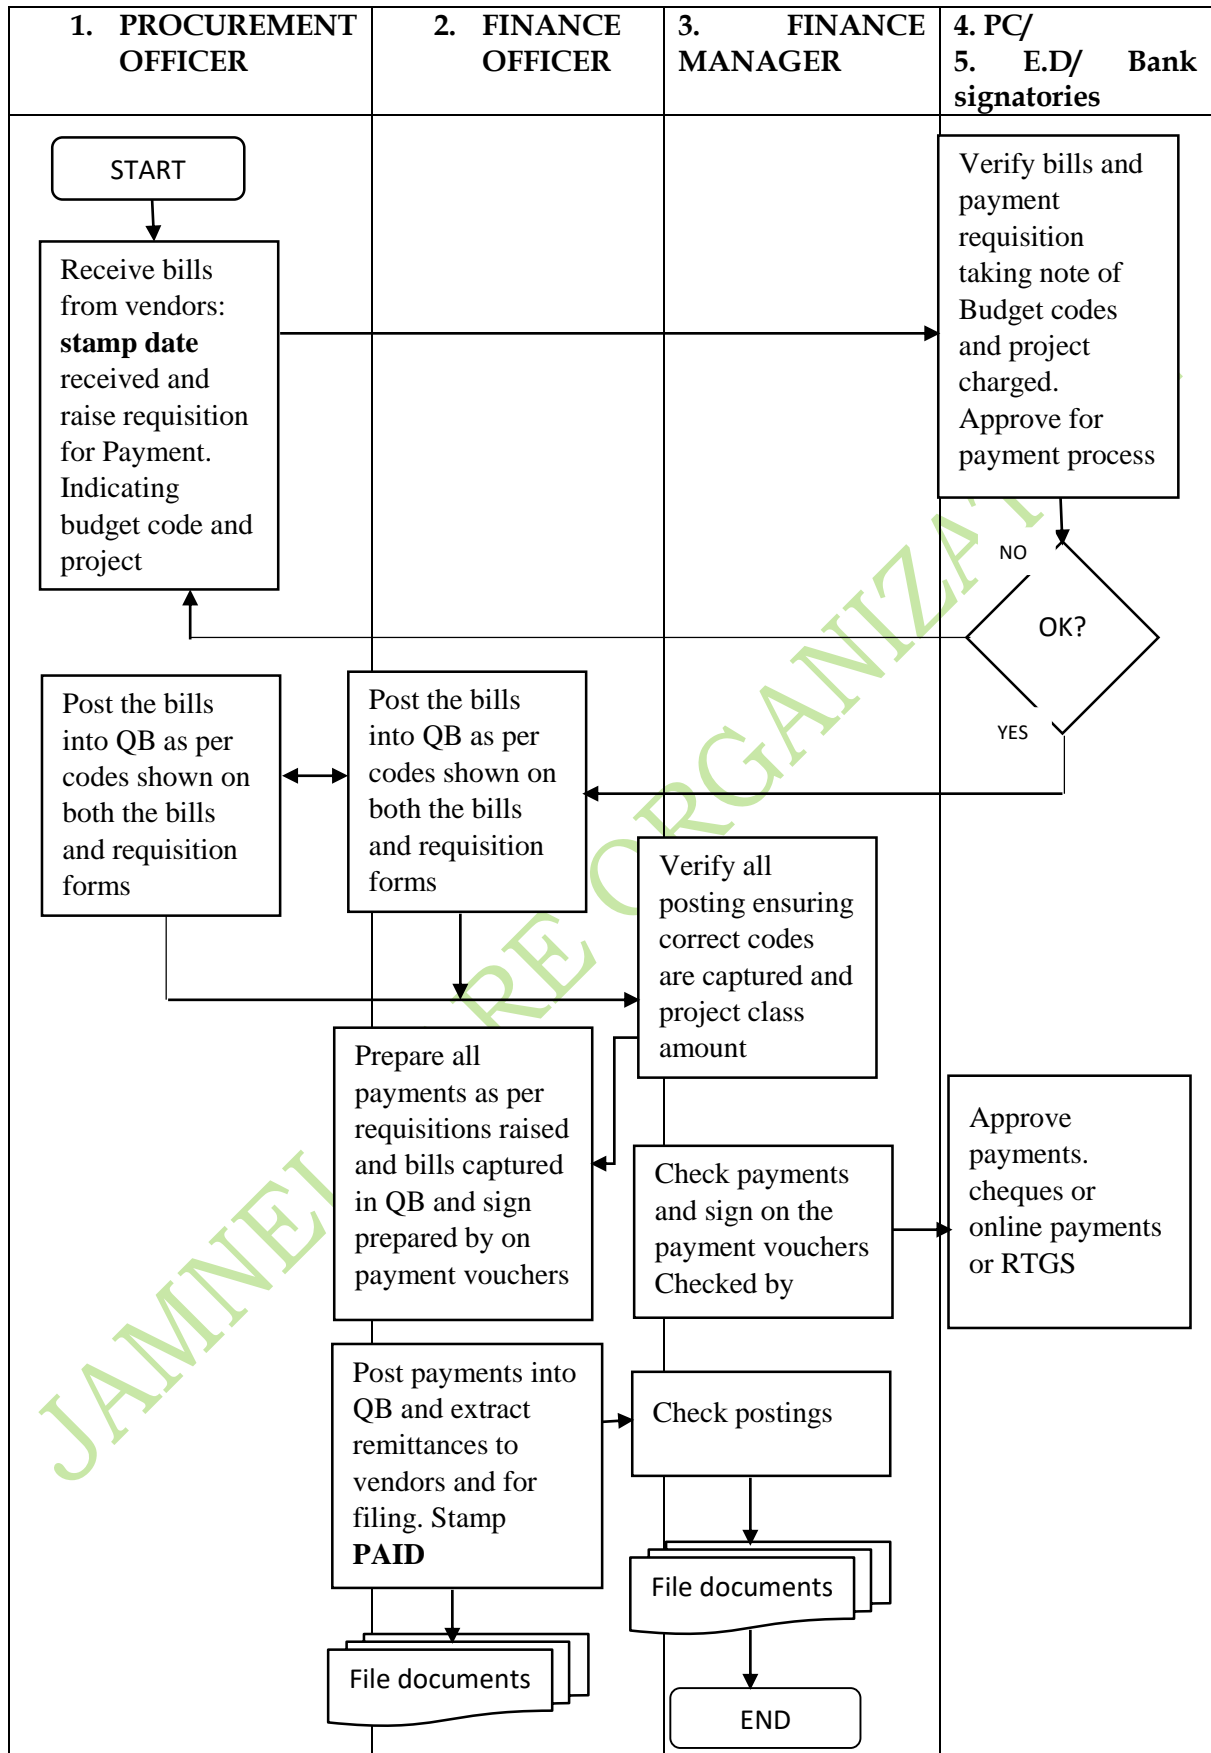 1. PROCUREMENT
OFFICER
2. FINANCE
OFFICER
3. FINANCE
MANAGER
4. PC/
5. E.D/ Bank
signatories
START
Receive bills
from vendors:
stamp date
received and
raise requisition
for Payment.
Indicating
budget code and
project
Verify bills and
payment
requisition
taking note of
Budget codes
and project
charged.
Approve for
payment process
NO
OK?
YES
Post the bills
into QB as per
codes shown on
both the bills
and requisition
forms
Post the bills
into QB as per
codes shown on
both the bills
and requisition
forms
Verify all
posting ensuring
correct codes
are captured and
project class
amount
Prepare all
payments as per
requisitions raised
and bills captured
in QB and sign
prepared by on
payment vouchers
Check payments
and sign on the
payment vouchers
Checked by
Approve
payments.
cheques or
online payments
or RTGS
Post payments into
QB and extract
remittances to
vendors and for
filing. Stamp
PAID
Check postings
File documents
File documents
END